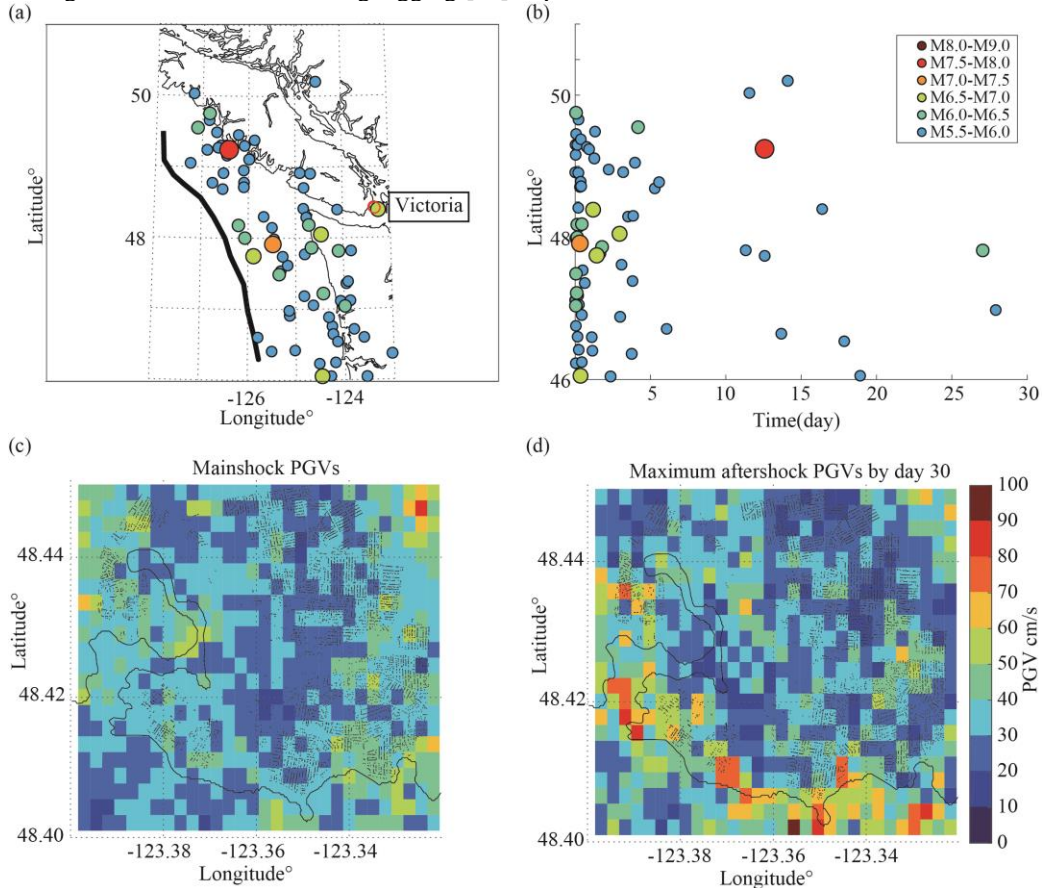 (a)
(b)
50
48
Latitude°
-126
-124
Longitude°
Victoria
50
48
46
Latitude°
5
10
15
20
25
30
Time(day)
M8.0-M9.0
M7.5-M8.0
M7.0-M7.5
M6.5-M7.0
M6.0-M6.5
M5.5-M6.0
(c)
Mainshock PGVs
48.44
48.42
48.40
Latitude°
-123.38
-123.36
-123.34
Longitude°
(d)
Maximum aftershock PGVs by day 30
48.44
48.42
48.40
Latitude°
-123.38
-123.36
-123.34
Longitude°
100
90
80
70
60
50
40
30
20
10
0
PGV cm/s